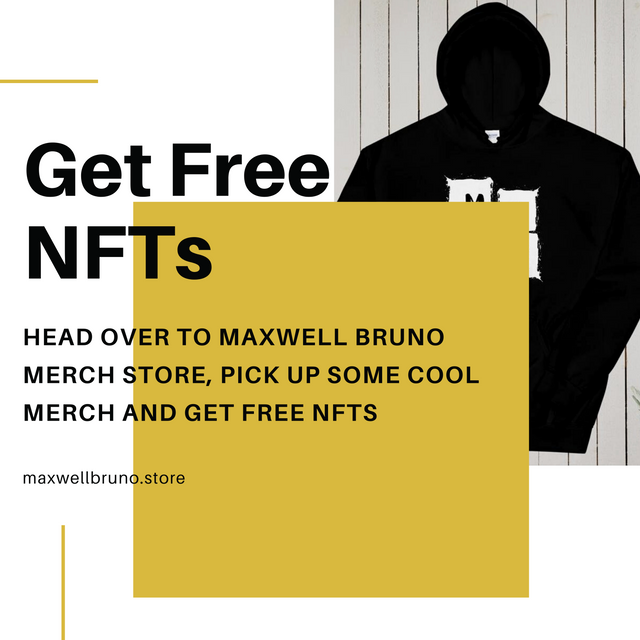 Get Free
NFTs
HEAD OVER TO MAXWELL BRUNO
MERCH STORE, PICK UP SOME COOL
MERCH AND GET FREE NFTS
maxwellbruno.store